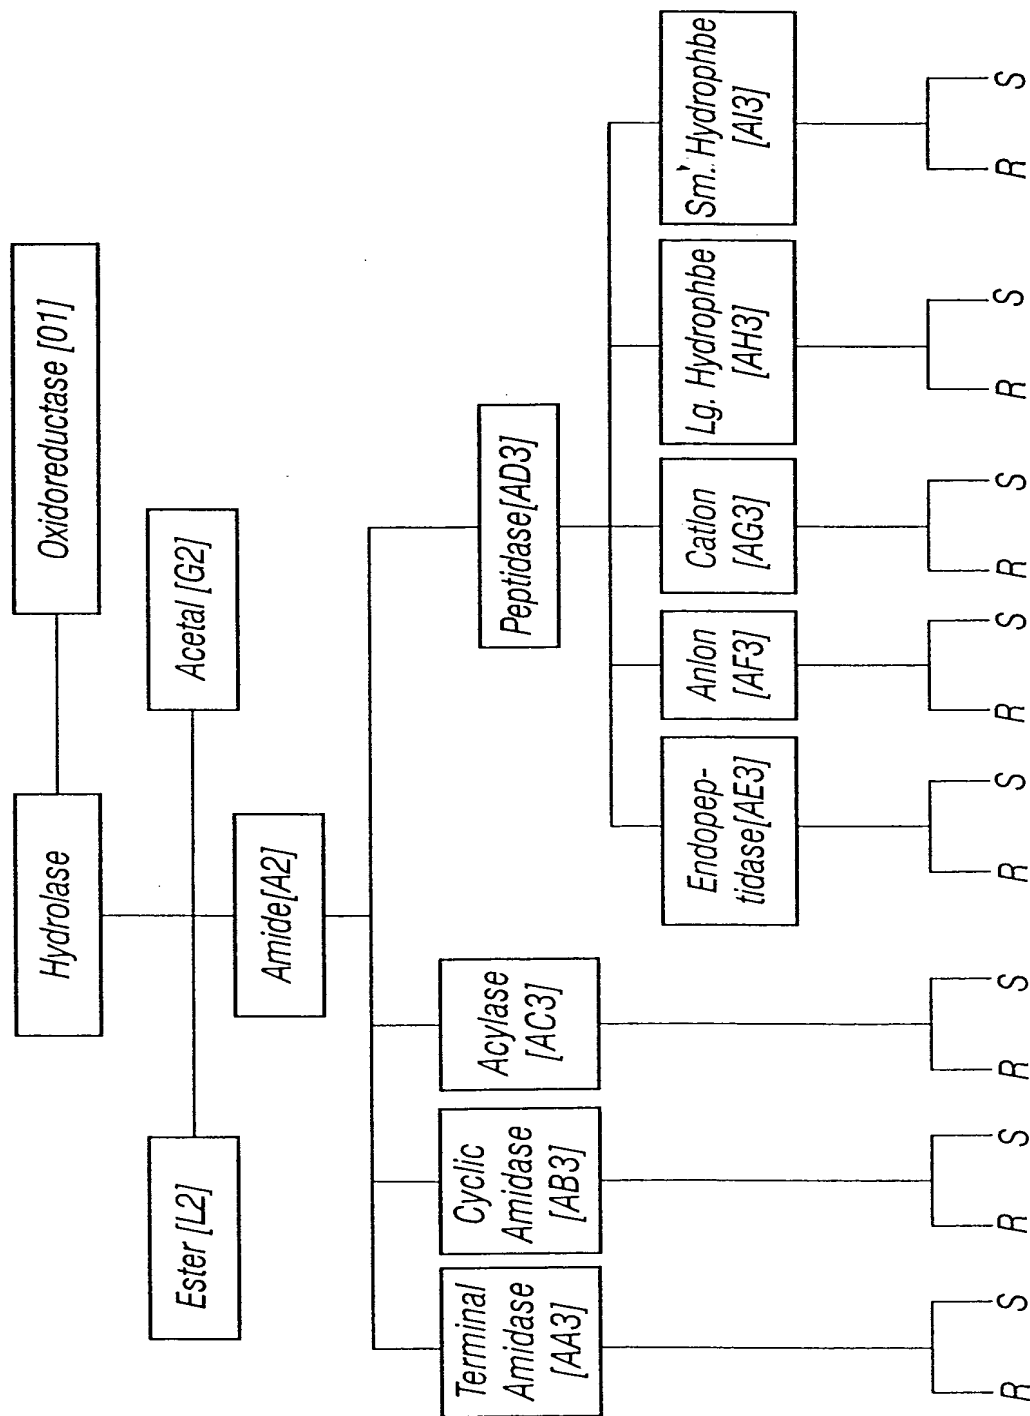 Hydrolase
Oxidoreductase [01]
Ester [L2]
Acetal [G2]
Amide[A2]
Terminal
Amidase
[AA3]
Cyclic
Amidase
[AB3]
Acylase
[AC3]
Peptidase[AD3]
Endopep-
tidase[AE3]
Anlon
[AF3]
Catlon
[AG3]
Lg. Hydrophbe
[AH3]
Sm. Hydrophbe
[AI3]
R S
R S
R S
R S
R S
R S
R S
R S